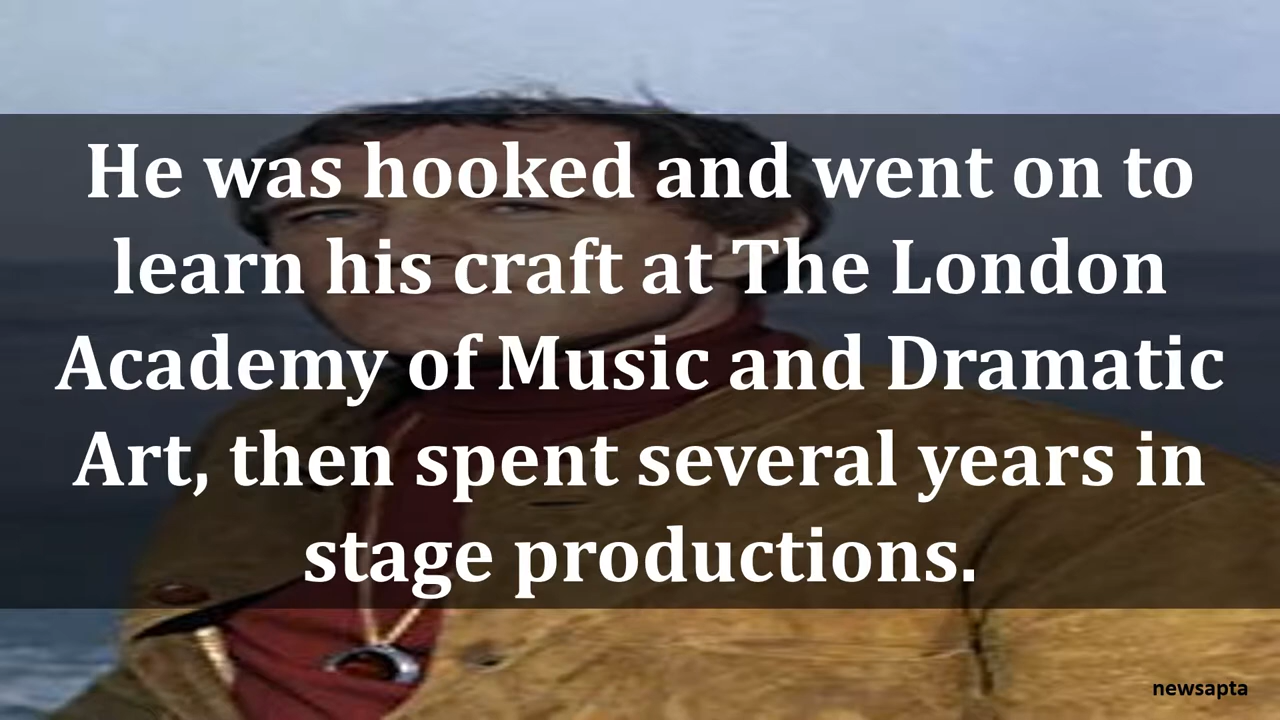 He was hooked and went on to
learn his craft at The London
Academy of Music and Dramatic
Art, then spent several years in
stage productions.
newsapta